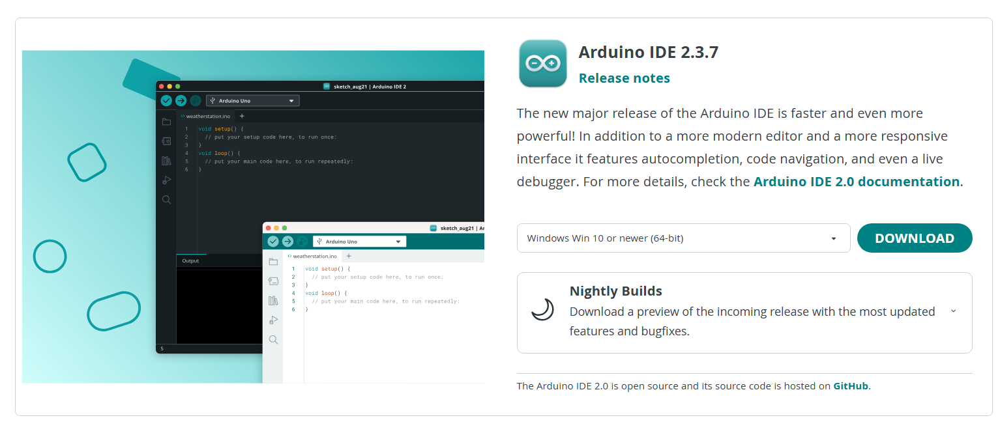 sketch_aug21 | Arduino IDE 2
Arduino Uno
weatherstation.ino +
1 void setup() {
2 // put your setup code here, to run once:
3 }
4 void loop() {
5 // put your main code here, to run repeatedly:
6 }
Output
5
sketch_aug21 | Ar
Arduino Uno
weatherstation.ino +
1 void setup() {
2 // put your setup code here, to run once:
3 }
4 void loop() {
5 // put your main code here, to run repeatedly:
6 }
Arduino IDE 2.3.7
Release notes
The new major release of the Arduino IDE is faster and even more
powerful! In addition to a more modern editor and a more responsive
interface it features autocompletion, code navigation, and even a live
debugger. For more details, check the Arduino IDE 2.0 documentation.
Windows Win 10 or newer (64-bit)
DOWNLOAD
Nightly Builds
Download a preview of the incoming release with the most updated
features and bugfixes.
The Arduino IDE 2.0 is open source and its source code is hosted on GitHub.